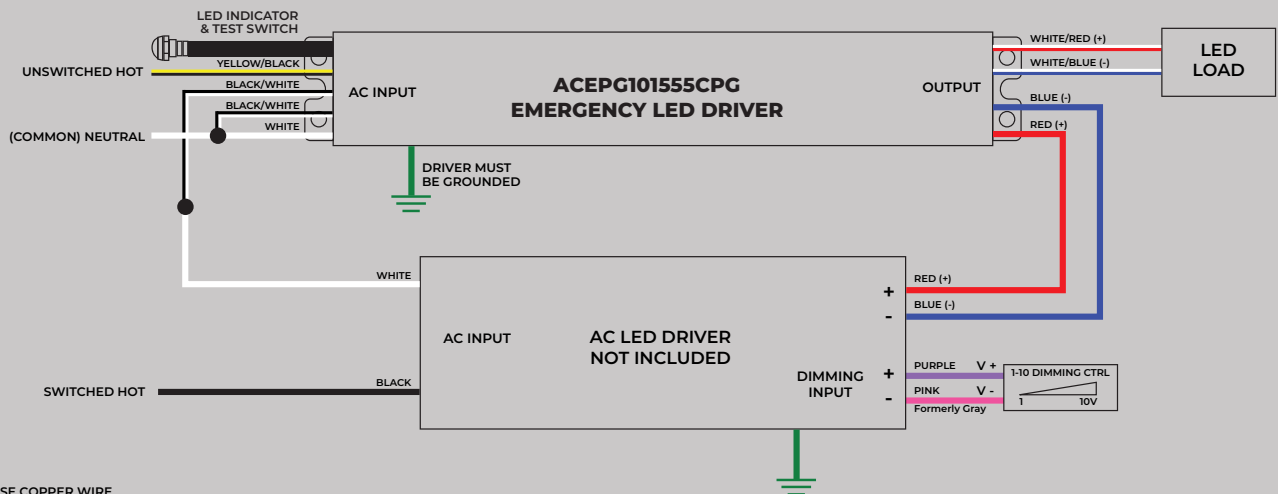 LED INDICATOR
& TEST SWITCH
UNSWITCHED HOT
YELLOW/BLACK
BLACK/WHITE
BLACK/WHITE
WHITE
(COMMON) NEUTRAL
AC INPUT
ACEPG101555CPG
EMERGENCY LED DRIVER
OUTPUT
WHITE/RED (+)
WHITE/BLUE (-)
BLUE (-)
RED (+)
LED
LOAD
DRIVER MUST
BE GROUNDED
WHITE
AC INPUT
AC LED DRIVER
NOT INCLUDED
+
-
RED (+)
BLUE (-)
SWITCHED HOT
BLACK
DIMMING
INPUT
+
-
PURPLE V +
PINK V -
Formerly Gray
1-10 DIMMING CTRL
1 10V
COPPER WIRE